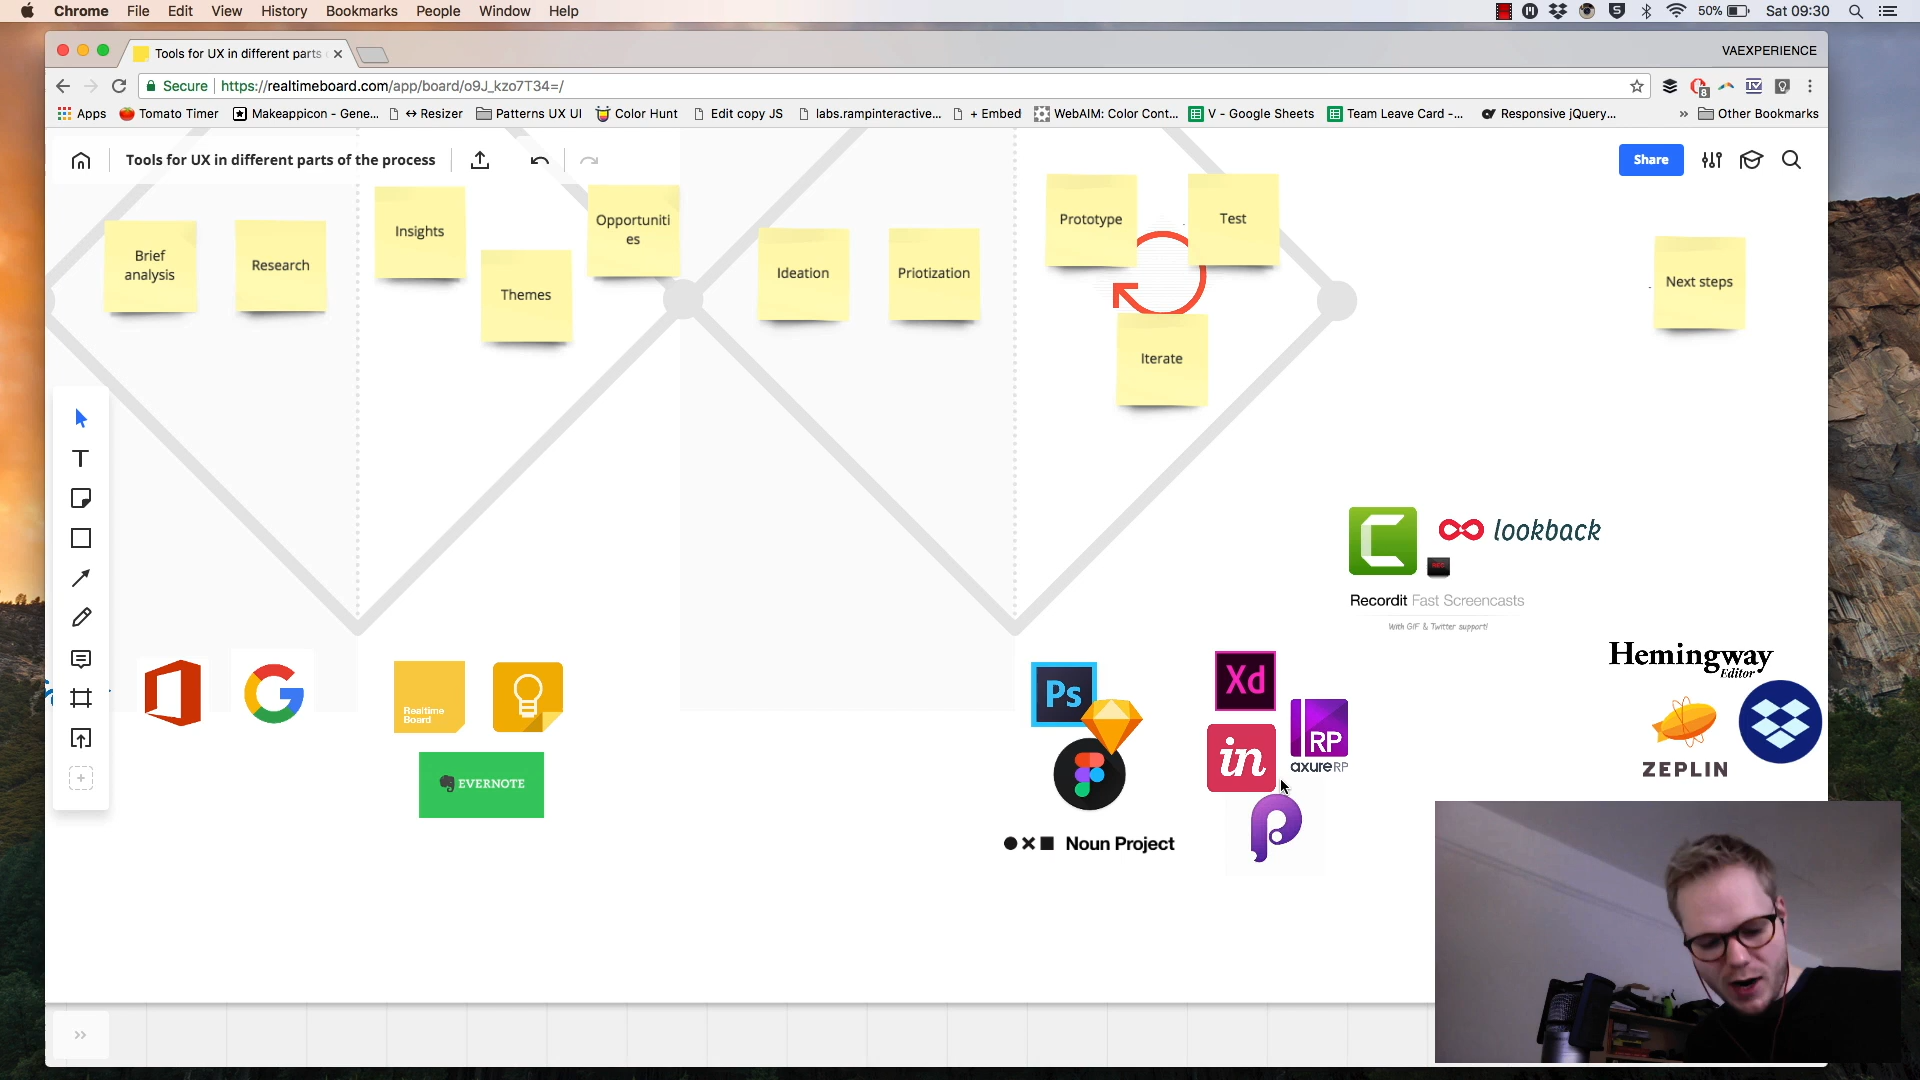 Chrome File Edit View History Bookmarks People Window Help
50% Sat 09:30
Tools for UX in different parts
VAEXPERIENCE
Secure https://realtimeboard.com/app/board/o9J_kzo7T34=/
8
Apps Tomato Timer Makeappicon - Gene... ↔ Resizer Patterns UX UI Color Hunt Edit copy JS labs.rampinteractive... + Embed WebAIM: Color Cont... V - Google Sheets Team Leave Card -... Responsive jQuery... » Other Bookmarks
Tools for UX in different parts of the process
Share
Brief
analysis
Research
Insights
Themes
Opportuniti
es
Ideation
Priotization
Prototype
Test
Iterate
Next steps
lookback
REC
Recordit Fast Screencasts
With GIF & Twitter support!
Hemingway
Editor
ZEPLIN
Realtime
Board
EVERNOTE
Ps
Xd
in
RP
axureRP
Noun Project